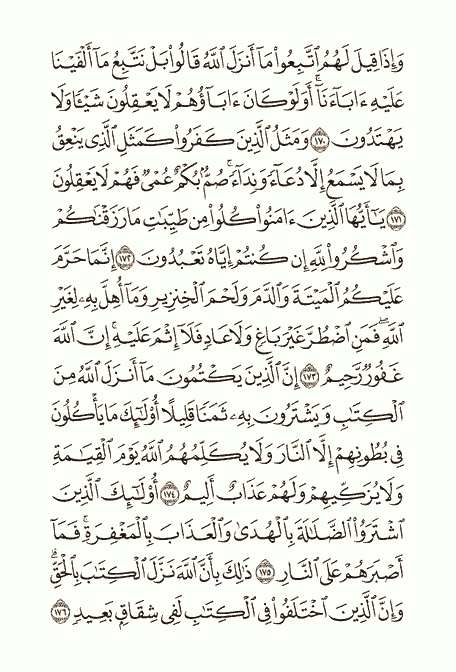 وَإِذَا قِيلَ لَهُمُ ٱتَّبِعُوا۟ مَآ أَنزَلَ ٱللَّهُ قَالُوا۟ بَلْ نَتَّبِعُ مَآ أَلْفَيْنَا
عَلَيْهِ ءَابَآءَنَآ ۗ أَوَلَوْ كَانَ ءَابَآؤُهُمْ لَا يَعْقِلُونَ شَيْـًٔا وَلَا
يَهْتَدُونَ ١٧٠ وَمَثَلُ ٱلَّذِينَ كَفَرُوا۟ كَمَثَلِ ٱلَّذِى يَنْعِقُ
بِمَا لَا يَسْمَعُ إِلَّا دُعَآءً وَنِدَآءً ۚ صُمٌّۢ بُكْمٌ عُمْىٌ فَهُمْ لَا يَعْقِلُونَ
١٧١ يَـٰٓأَيُّهَا ٱلَّذِينَ ءَامَنُوا۟ كُلُوا۟ مِن طَيِّبَـٰتِ مَا رَزَقْنَـٰكُمْ
وَٱشْكُرُوا۟ لِلَّهِ إِن كُنتُمْ إِيَّاهُ تَعْبُدُونَ ١٧٢ إِنَّمَا حَرَّمَ
عَلَيْكُمُ ٱلْمَيْتَةَ وَٱلدَّمَ وَلَحْمَ ٱلْخِنزِيرِ وَمَآ أُهِلَّ بِهِۦ لِغَيْرِ
ٱللَّهِ ۖ فَمَنِ ٱضْطُرَّ غَيْرَ بَاغٍ وَلَا عَادٍ فَلَآ إِثْمَ عَلَيْهِ ۚ إِنَّ ٱللَّهَ
غَفُورٌ رَّحِيمٌ ١٧٣ إِنَّ ٱلَّذِينَ يَكْتُمُونَ مَآ أَنزَلَ ٱللَّهُ مِنَ
ٱلْكِتَـٰبِ وَيَشْتَرُونَ بِهِۦ ثَمَنًا قَلِيلًا أُو۟لَـٰٓئِكَ مَا يَأْكُلُونَ
فِى بُطُونِهِمْ إِلَّا ٱلنَّارَ وَلَا يُكَلِّمُهُمُ ٱللَّهُ يَوْمَ ٱلْقِيَـٰمَةِ
وَلَا يُزَكِّيهِمْ وَلَهُمْ عَذَابٌ أَلِيمٌ ١٧٤ أُو۟لَـٰٓئِكَ ٱلَّذِينَ
ٱشْتَرَوُا۟ ٱلضَّلَـٰلَةَ بِٱلْهُدَىٰ وَٱلْعَذَابَ بِٱلْمَغْفِرَةِ ۚ فَمَآ
أَصْبَرَهُمْ عَلَى ٱلنَّارِ ١٧٥ ذَٰلِكَ بِأَنَّ ٱللَّهَ نَزَّلَ ٱلْكِتَـٰبَ بِٱلْحَقِّ ۗ
وَإِنَّ ٱلَّذِينَ ٱخْتَلَفُوا۟ فِى ٱلْكِتَـٰبِ لَفِى شِقَاقٍۭ بَعِيدٍ ١٧٦